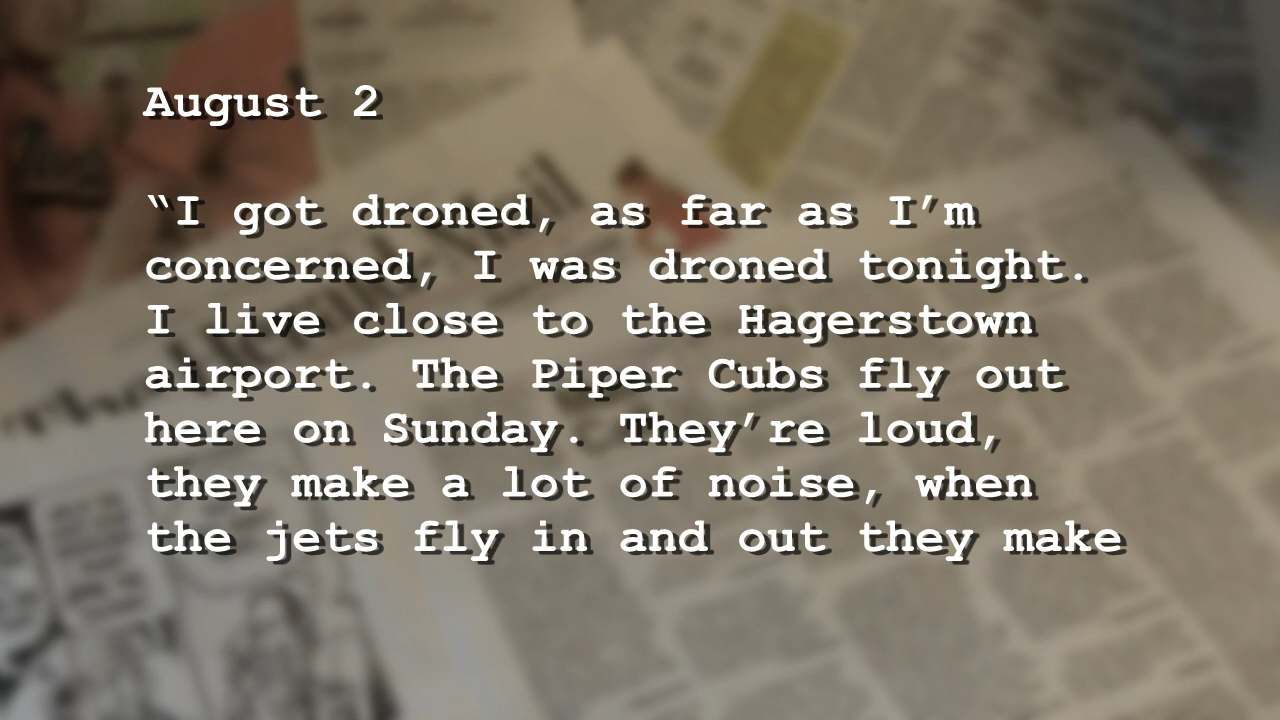 August 2
“I got droned, as far as I’m
concerned, I was droned tonight.
I live close to the Hagerstown
airport. The Piper Cubs fly out
here on Sunday. They’re loud,
they make a lot of noise, when
the jets fly in and out they make